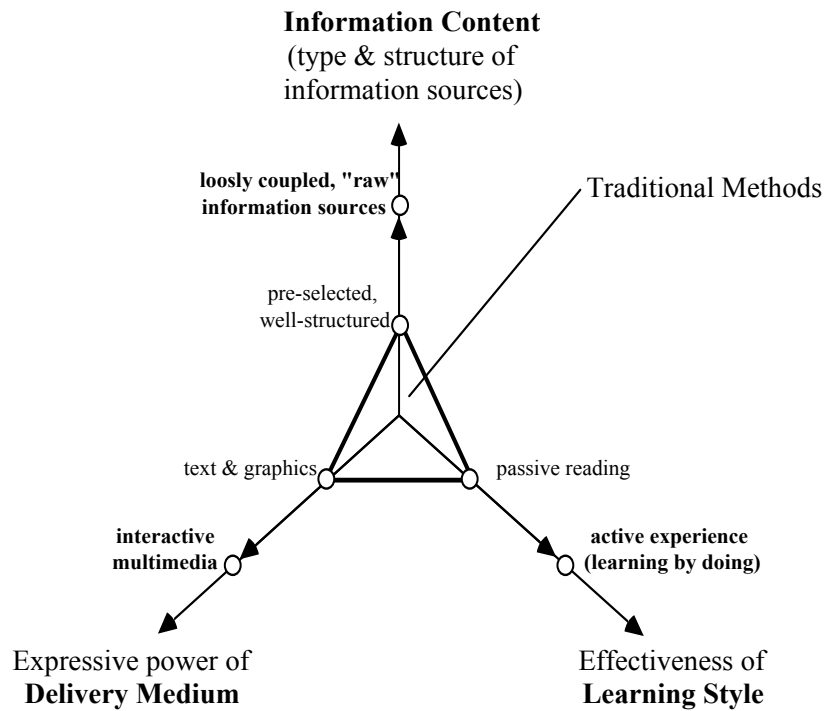 Information Content
(type & structure of
information sources)
loosly coupled, "raw"
information sources
Traditional Methods
pre-selected,
well-structured
text & graphics
passive reading
interactive
multimedia
active experience
(learning by doing)
Expressive power of
Delivery Medium
Effectiveness of
Learning Style